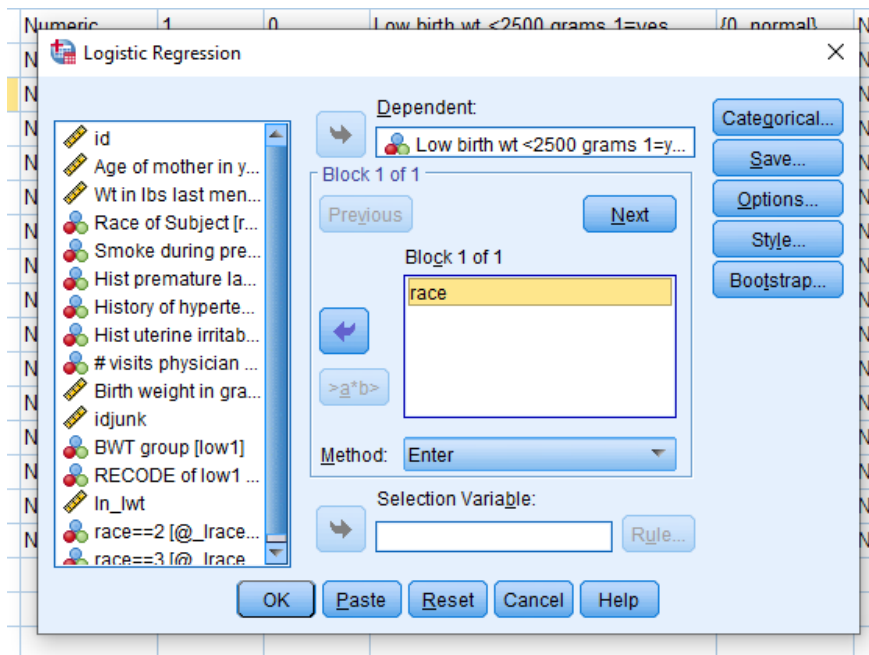 Numeric 1 0 Low birth wt <2500 grams 1=yes {0, normal}
Logistic Regression
Dependent:
Low birth wt <2500 grams 1=y...
Block 1 of 1
Previous
Next
Block 1 of 1
race
>a*b>
Method: Enter
Selection Variable:
Rule...
id
Age of mother in y...
Wt in lbs last men...
Race of Subject [r...
Smoke during pre...
Hist premature la...
History of hyperte...
Hist uterine irritab...
# visits physician ...
Birth weight in gra...
idjunk
BWT group [low1]
RECODE of low1 ...
ln_lwt
race==2 [@_Irace...
race==3 [@_Irace
Categorical...
Save...
Options...
Style...
Bootstrap...
OK Paste Reset Cancel Help